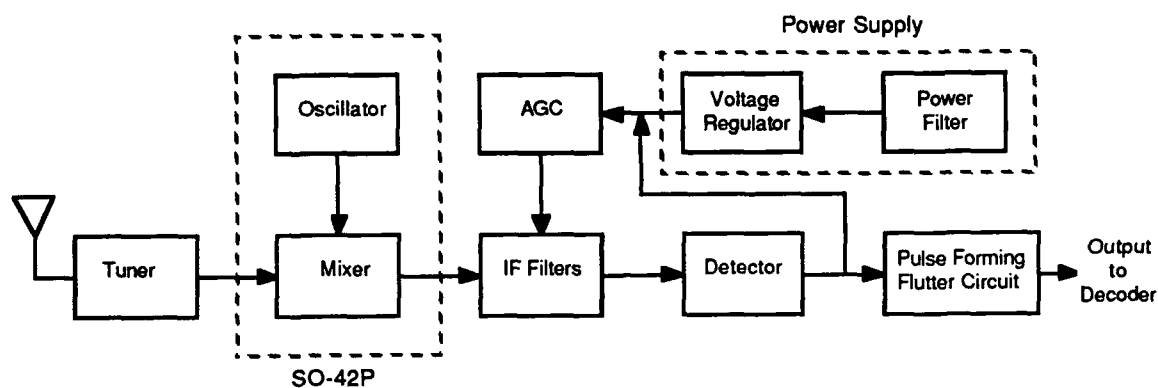 Power Supply
Oscillator
AGC
Voltage
Regulator
Power
Filter
Tuner
Mixer
IF Filters
Detector
Pulse Forming
Flutter Circuit
Output
to
Decoder
SO-42P